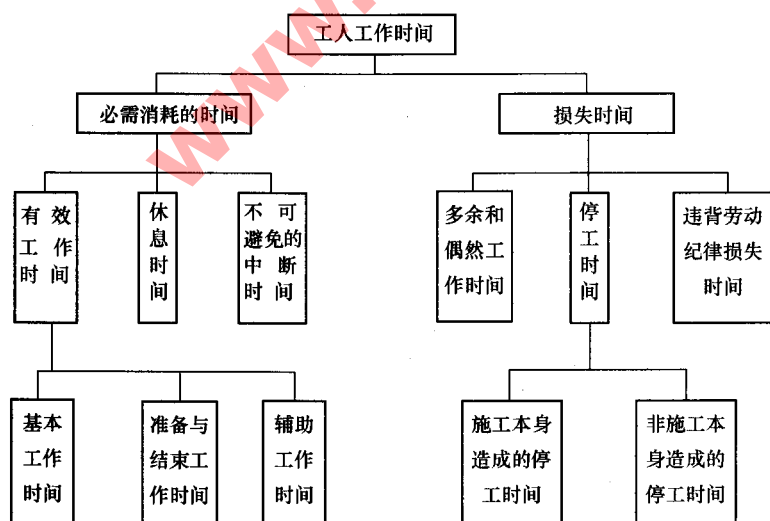 工人工作时间
必需消耗的时间
损失时间
有效
工作
时间
休
息
时
间
不可
避免的
中断
时间
多余和
偶然工
作时间
停
工
时
间
违背劳动
纪律损失
时间
基本
工作
时间
准备与
结束工
作时间
辅助
工作
时间
施工本身
造成的停
工时间
非施工本
身造成的
停工时间
www.